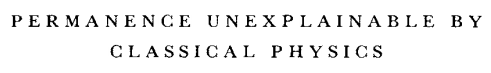 PERMANENCE UNEXPLAINABLE BY
CLASSICAL PHYSICS